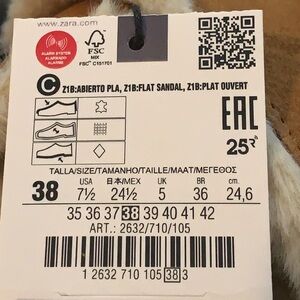 www.zara.com
ALARM SYSTEM
ALARMADO
ALARME
FSC
MIX
FSC® C151701
C Z1B:ABIERTO PLA, Z1B:FLAT SANDAL, Z1B:PLAT OUVERT
EAC
25
TALLA/SIZE/TAMANHO/TAILLE/MAAT/ΜΕΓΕΘΟΣ
USA 日本/MEX UK BR cm
38 7½ 24½ 5 36 24,6
35 36 37 38 39 40 41 42
ART.: 2632/710/105
1 2632 710 105 38 3